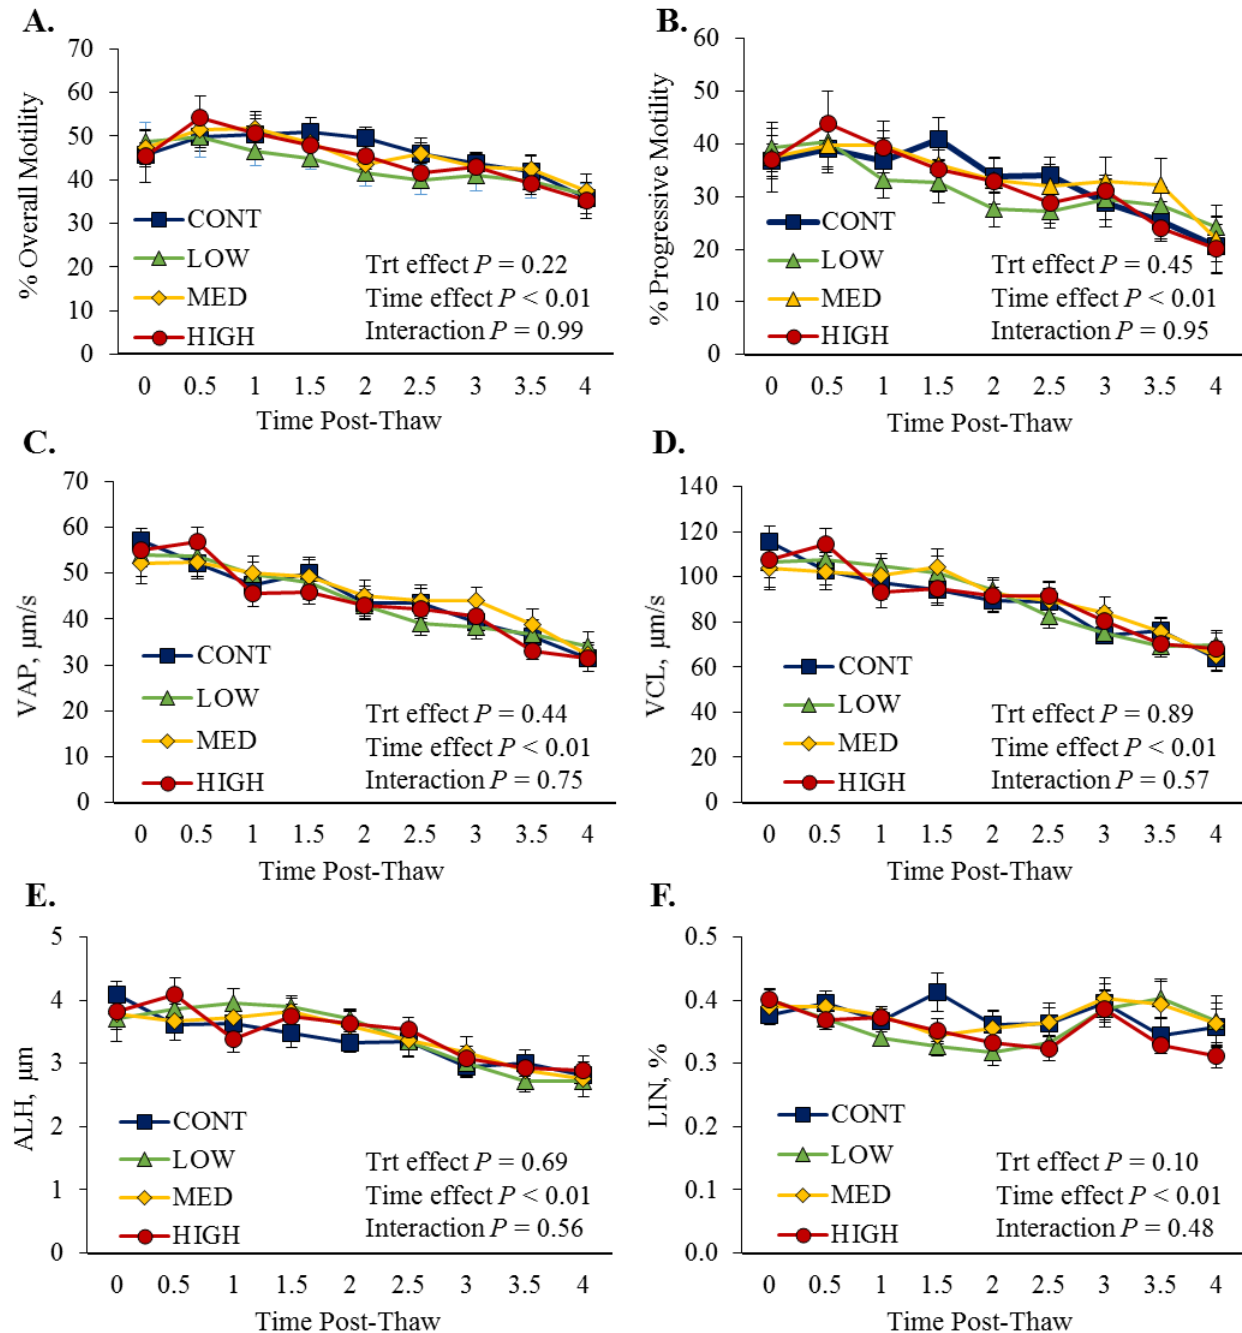 A.
70
60
50
40
30
20
10
0
% Overall Motility
CONT
LOW
MED
HIGH
Trt effect P = 0.22
Time effect P < 0.01
Interaction P = 0.99
0 0.5 1 1.5 2 2.5 3 3.5 4
Time Post-Thaw
B.
60
50
40
30
20
10
0
% Progressive Motility
CONT
LOW
MED
HIGH
Trt effect P = 0.45
Time effect P < 0.01
Interaction P = 0.95
0 0.5 1 1.5 2 2.5 3 3.5 4
Time Post-Thaw
C.
70
60
50
40
30
20
10
0
VAP, µm/s
CONT
LOW
MED
HIGH
Trt effect P = 0.44
Time effect P < 0.01
Interaction P = 0.75
0 0.5 1 1.5 2 2.5 3 3.5 4
Time Post-Thaw
D.
140
120
100
80
60
40
20
0
VCL, µm/s
CONT
LOW
MED
HIGH
Trt effect P = 0.89
Time effect P < 0.01
Interaction P = 0.57
0 0.5 1 1.5 2 2.5 3 3.5 4
Time Post-Thaw
E.
5
4
3
2
1
0
ALH, µm
CONT
LOW
MED
HIGH
Trt effect P = 0.69
Time effect P < 0.01
Interaction P = 0.56
0 0.5 1 1.5 2 2.5 3 3.5 4
Time Post-Thaw
F.
0.5
0.4
0.3
0.2
0.1
0.0
LIN, %
CONT
LOW
MED
HIGH
Trt effect P = 0.10
Time effect P < 0.01
Interaction P = 0.48
0 0.5 1 1.5 2 2.5 3 3.5 4
Time Post-Thaw